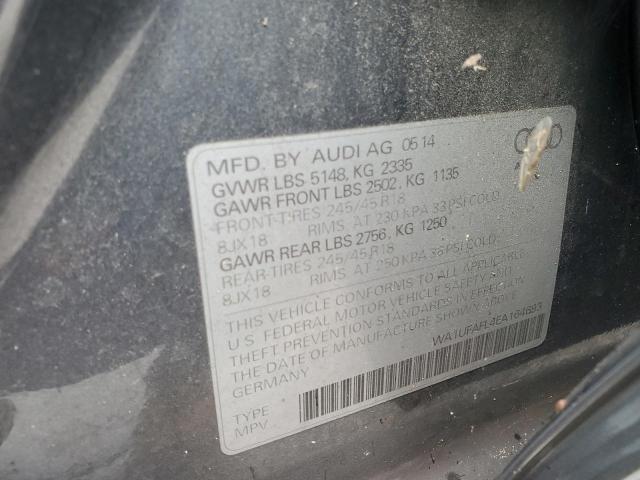 MFD. BY AUDI AG 05 14
GVWR LBS 5148, KG 2335
GAWR FRONT LBS 2502, KG 1135
FRONT-TIRES 245/45 R18
8JX18 RIMS AT 230 KPA 33 PSI COLD
GAWR REAR LBS 2756, KG 1250
REAR-TIRES 245/45 R18
8JX18 RIMS AT 250 KPA 36 PSI COLD
THIS VEHICLE CONFORMS TO ALL APPLICABLE
U S FEDERAL MOTOR VEHICLE SAFETY AND
THEFT PREVENTION STANDARDS IN EFFECT ON
THE DATE OF MANUFACTURE SHOWN ABOVE
GERMANY
WA1UFAFL4EA164693
TYPE
MPV